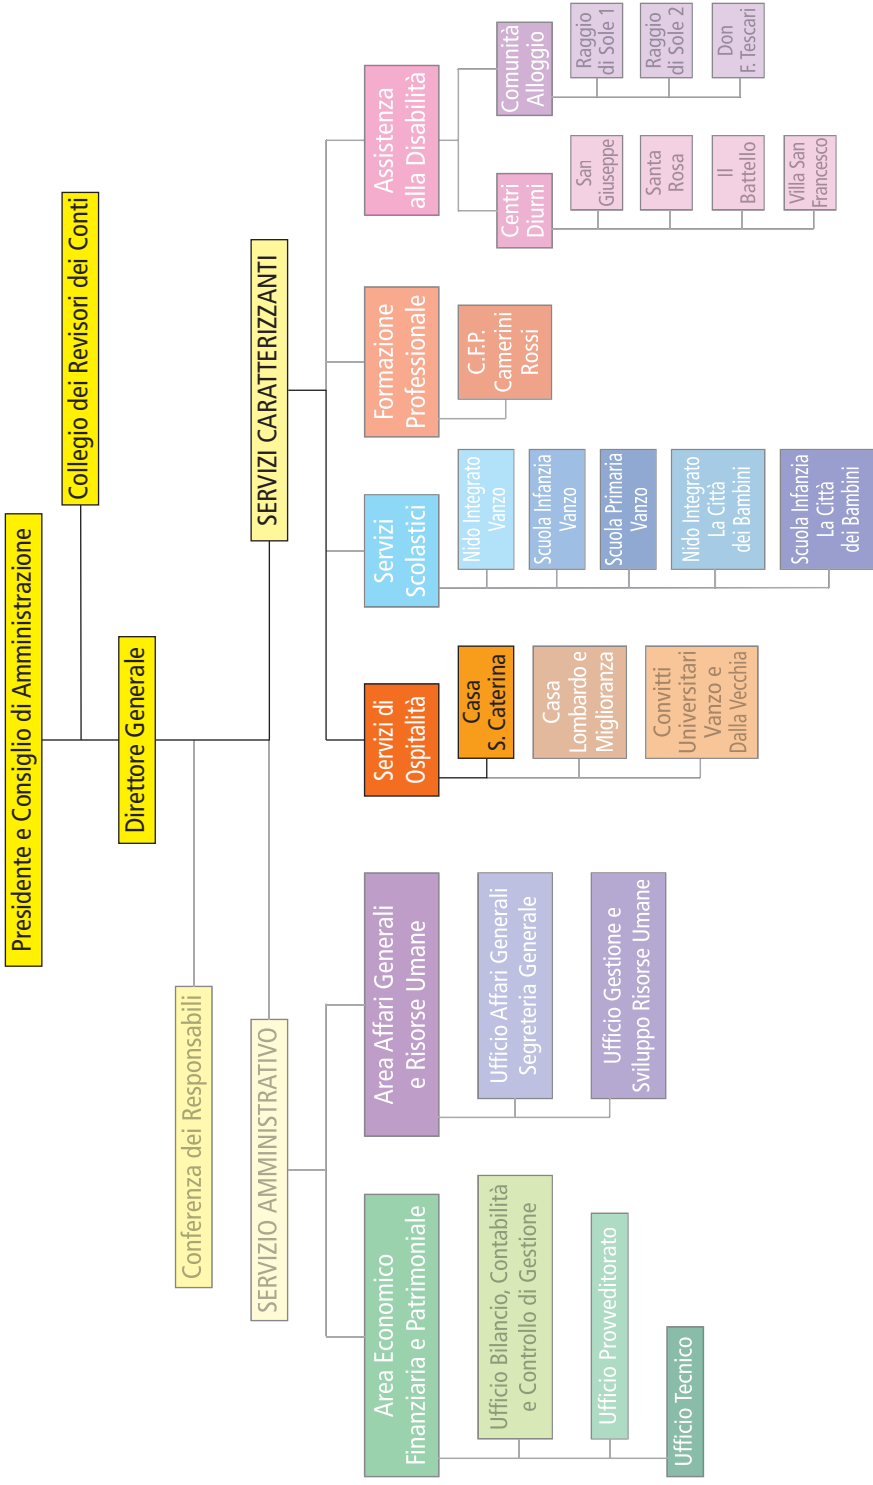 Presidente e Consiglio di Amministrazione
Collegio dei Revisori dei Conti
Direttore Generale
Conferenza dei Responsabili
SERVIZIO AMMINISTRATIVO
SERVIZI CARATTERIZZANTI
Area Economico
Finanziaria e Patrimoniale
Ufficio Bilancio, Contabilità
e Controllo di Gestione
Ufficio Provveditorato
Ufficio Tecnico
Area Affari Generali
e Risorse Umane
Ufficio Affari Generali
Segreteria Generale
Ufficio Gestione e
Sviluppo Risorse Umane
Servizi di
Ospitalità
Casa
S. Caterina
Casa
Lombardo e
Miglioranza
Convitti
Universitari
Vanzo e
Dalla Vecchia
Servizi
Scolastici
Nido Integrato
Vanzo
Scuola Infanzia
Vanzo
Scuola Primaria
Vanzo
Nido Integrato
La Città
dei Bambini
Scuola Infanzia
La Città
dei Bambini
Formazione
Professionale
C.F.P.
Camerini
Rossi
Assistenza
alla Disabilità
Centri
Diurni
San
Giuseppe
Santa
Rosa
Il
Battello
Villa San
Francesco
Comunità
Alloggio
Raggio
di Sole 1
Raggio
di Sole 2
Don
F. Tescari